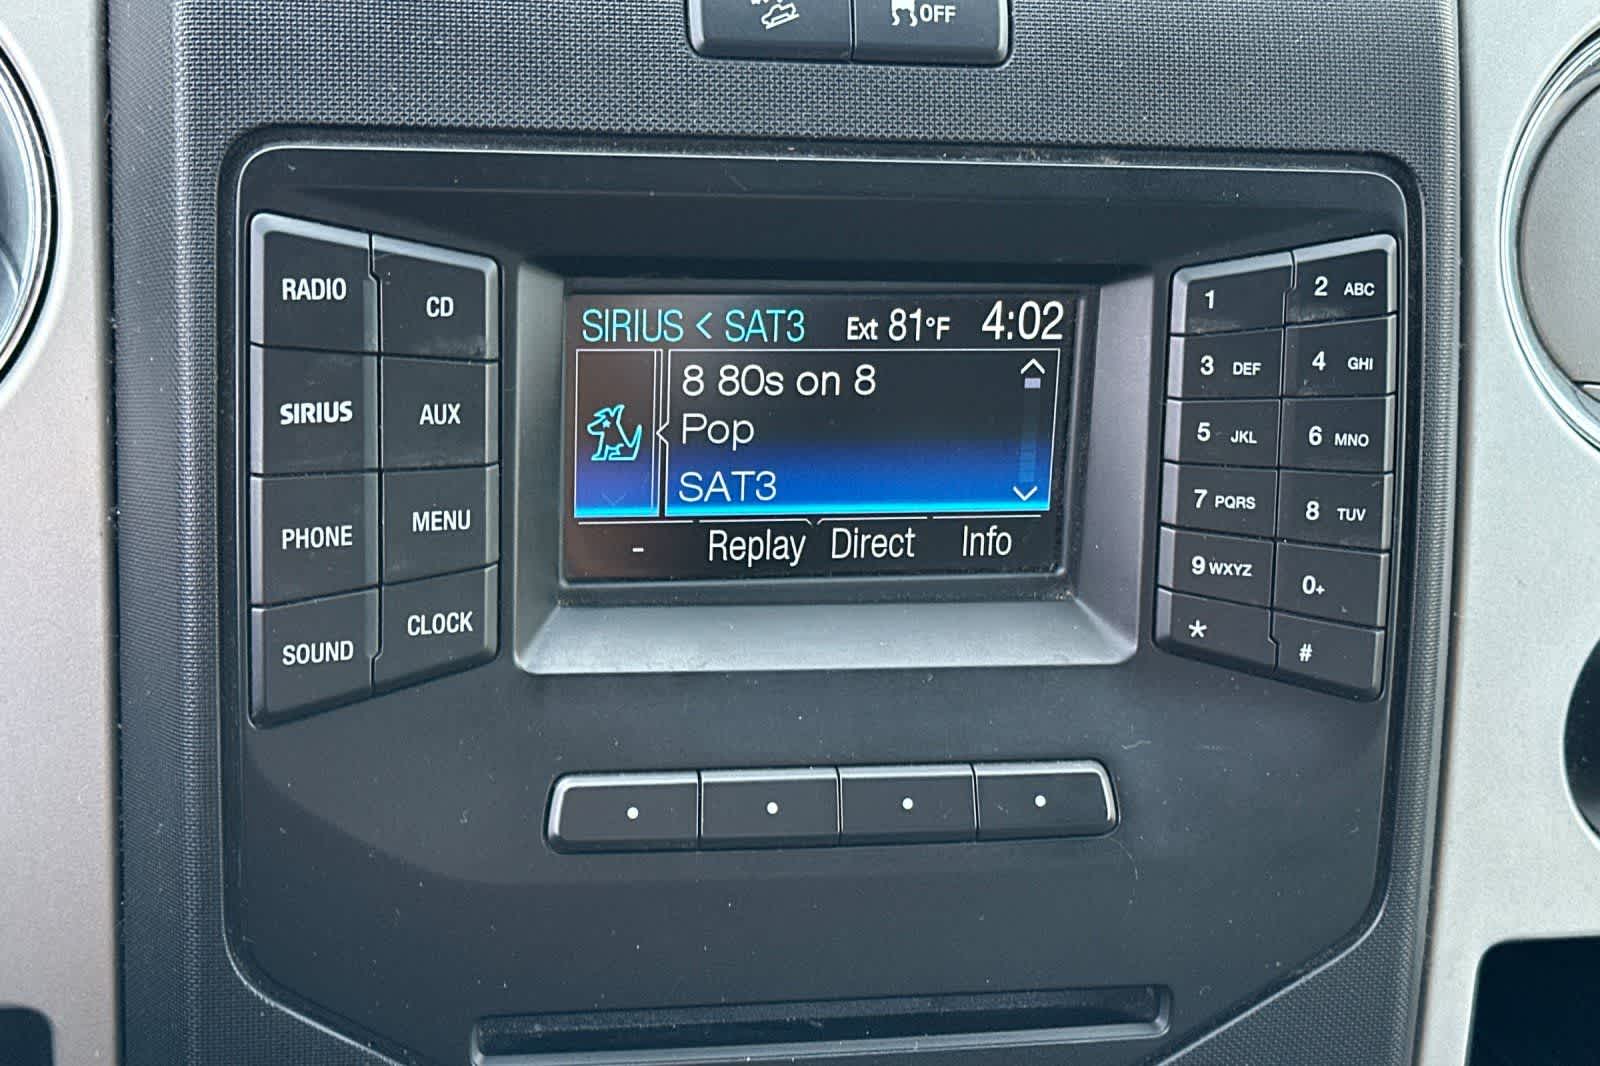 OFF
RADIO
CD
SIRIUS
AUX
PHONE
MENU
SOUND
CLOCK
SIRIUS < SAT3 Ext 81°F 4:02
8 80s on 8
Pop
SAT3
- Replay Direct Info
1
2 ABC
3 DEF
4 GHI
5 JKL
6 MNO
7 PQRS
8 TUV
9 WXYZ
0+
*
#